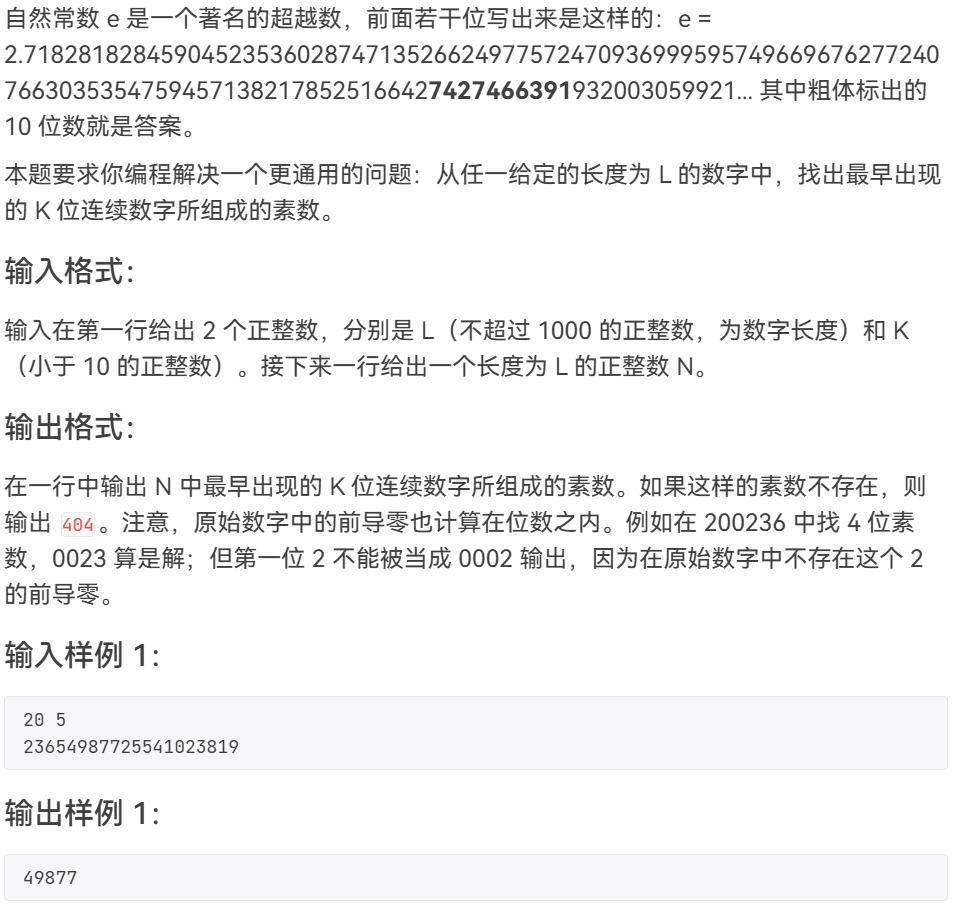 自然常数 e 是一个著名的超越数，前面若干位写出来是这样的：e =
2.7182818284590452353602874713526624977572470936999595749669676277240
76630353547594571382178525166427427466391932003059921... 其中粗体标出的
10 位数就是答案。
本题要求你编程解决一个更通用的问题：从任一给定的长度为 L 的数字中，找出最早出现
的 K 位连续数字所组成的素数。
输入格式：
输入在第一行给出 2 个正整数，分别是 L（不超过 1000 的正整数，为数字长度）和 K
（小于 10 的正整数）。接下来一行给出一个长度为 L 的正整数 N。
输出格式：
在一行中输出 N 中最早出现的 K 位连续数字所组成的素数。如果这样的素数不存在，则
输出 404。注意，原始数字中的前导零也计算在位数之内。例如在 200236 中找 4 位素
数，0023 算是解；但第一位 2 不能被当成 0002 输出，因为在原始数字中不存在这个 2
的前导零。
输入样例 1：
20 5
23654987725541023819
输出样例 1：
49877